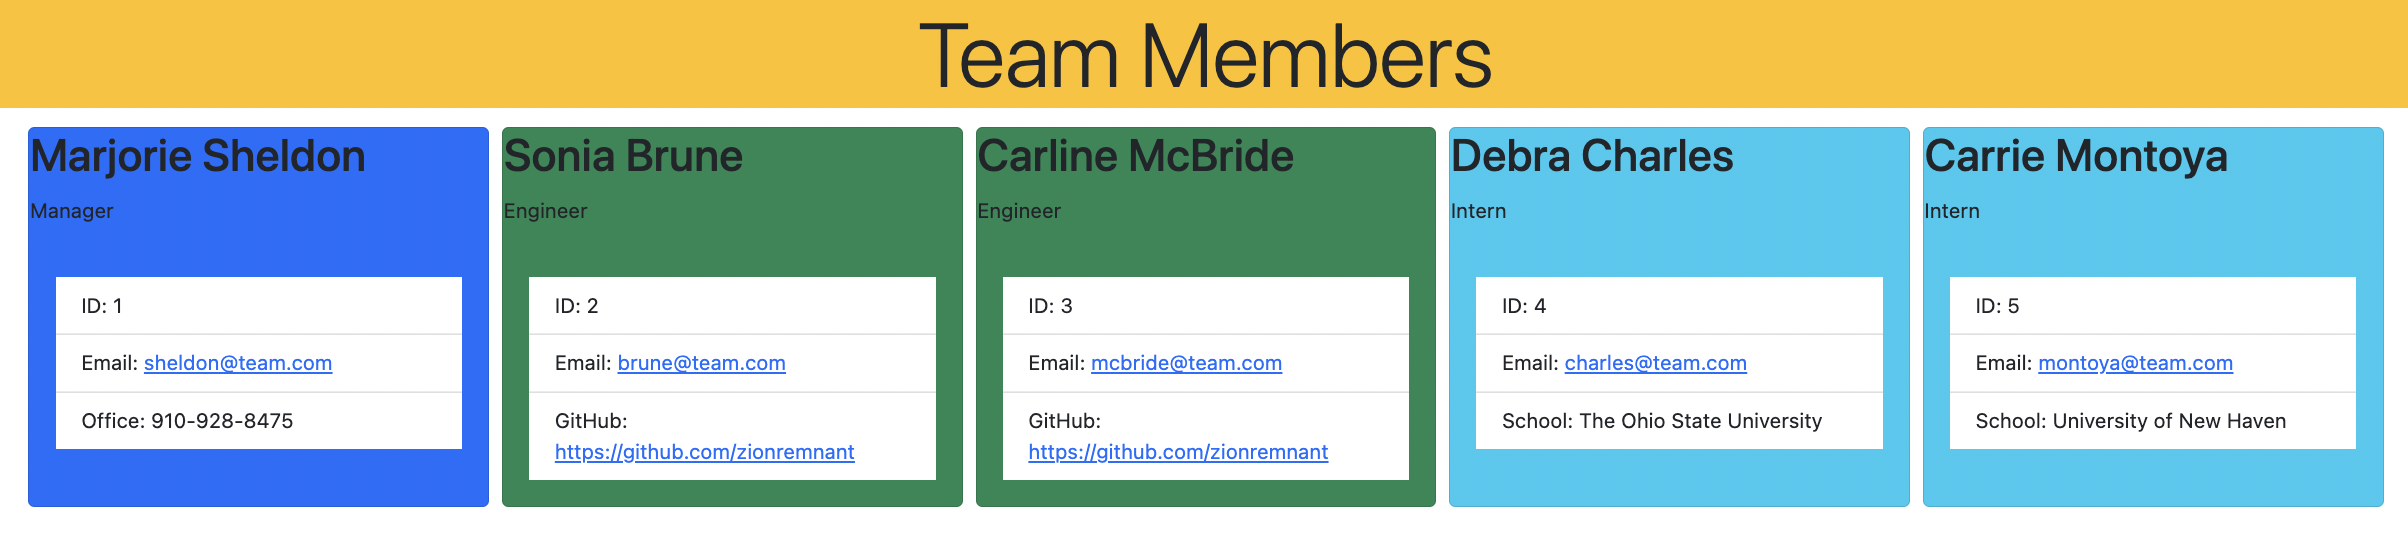 Team Members
Marjorie Sheldon
Manager
ID: 1
Email: sheldon@team.com
Office: 910-928-8475
Sonia Brune
Engineer
ID: 2
Email: brune@team.com
GitHub:
https://github.com/zionremnant
Carline McBride
Engineer
ID: 3
Email: mcbride@team.com
GitHub:
https://github.com/zionremnant
Debra Charles
Intern
ID: 4
Email: charles@team.com
School: The Ohio State University
Carrie Montoya
Intern
ID: 5
Email: montoya@team.com
School: University of New Haven